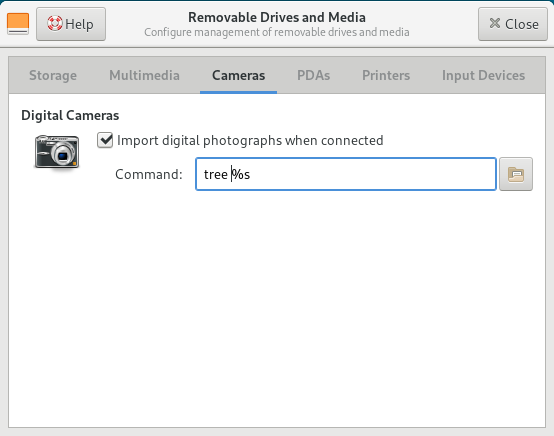 Help
Removable Drives and Media
Configure management of removable drives and media
Close
Storage Multimedia Cameras PDAs Printers Input Devices
Digital Cameras
Import digital photographs when connected
Command: tree %s